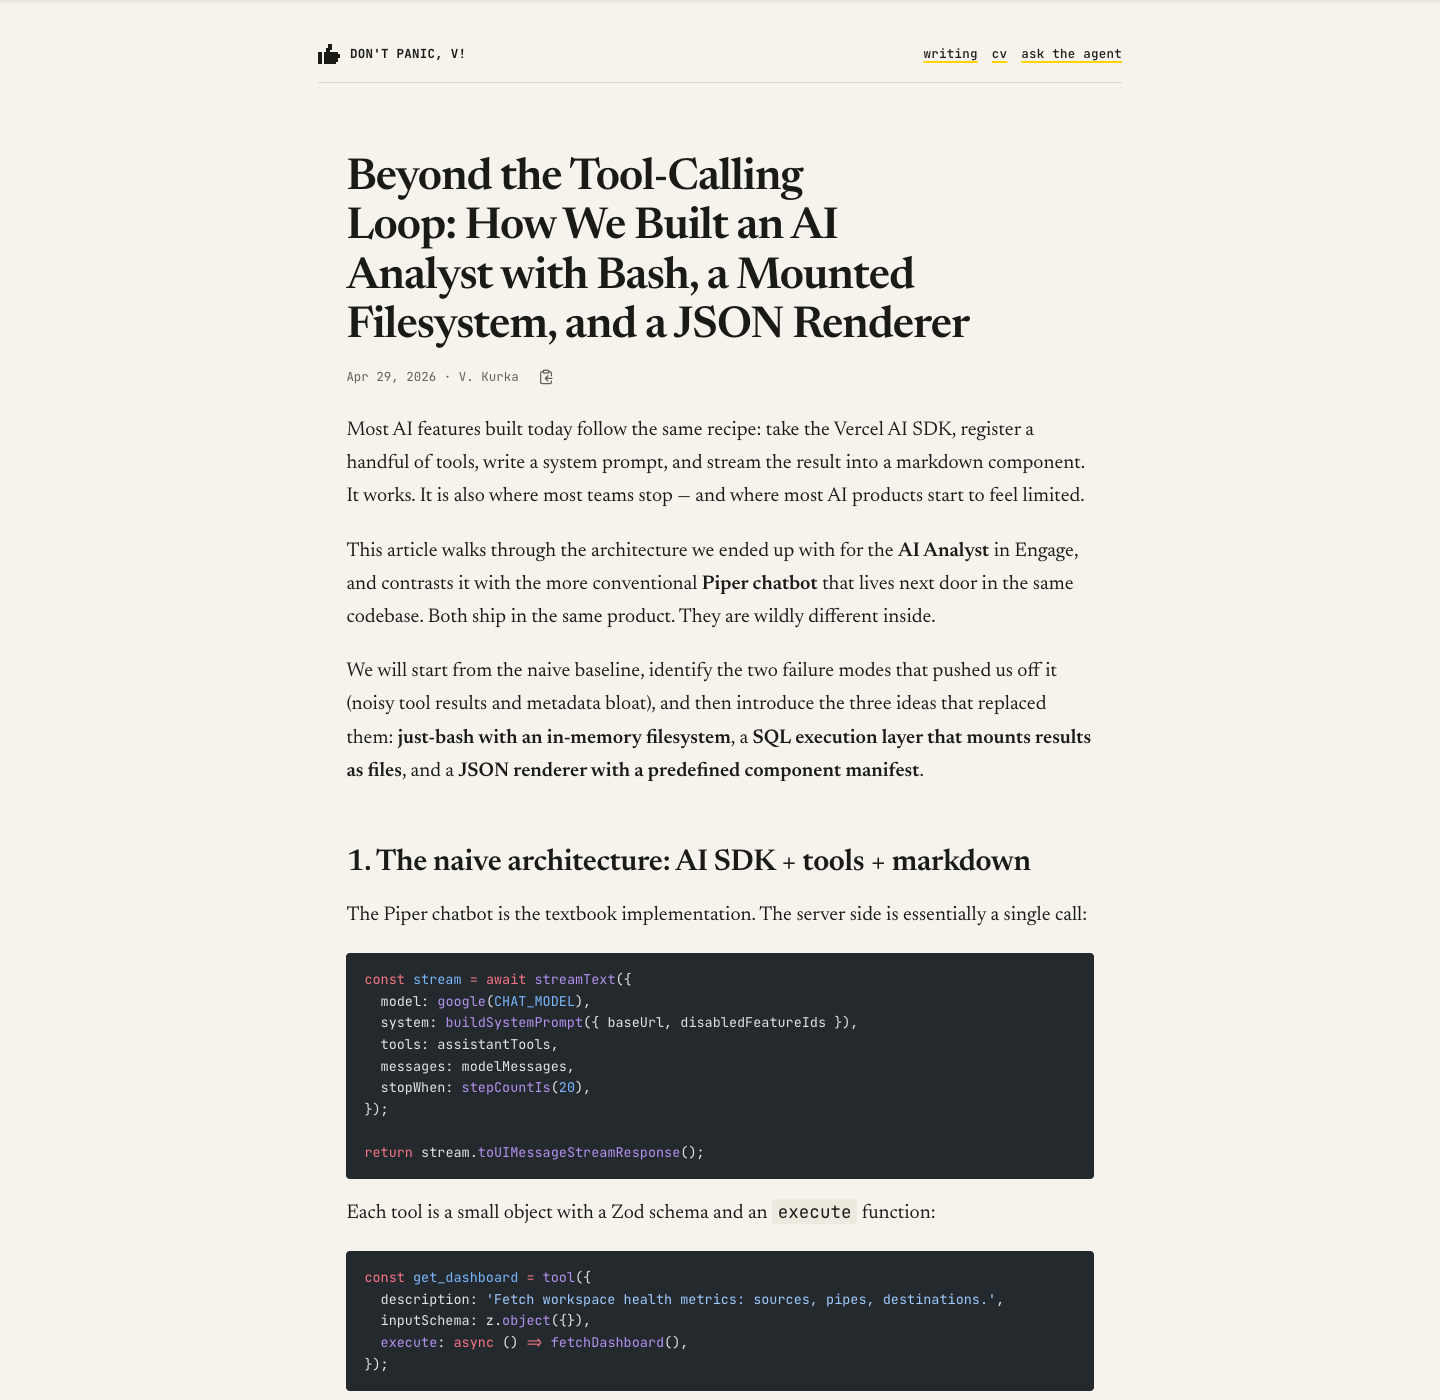 DON'T PANIC, V!
writing cv ask the agent
Beyond the Tool-Calling
Loop: How We Built an AI
Analyst with Bash, a Mounted
Filesystem, and a JSON Renderer
Apr 29, 2026 · V. Kurka
Most AI features built today follow the same recipe: take the Vercel AI SDK, register a
handful of tools, write a system prompt, and stream the result into a markdown component.
It works. It is also where most teams stop — and where most AI products start to feel limited.
This article walks through the architecture we ended up with for the AI Analyst in Engage,
and contrasts it with the more conventional Piper chatbot that lives next door in the same
codebase. Both ship in the same product. They are wildly different inside.
We will start from the naive baseline, identify the two failure modes that pushed us off it
(noisy tool results and metadata bloat), and then introduce the three ideas that replaced
them: just-bash with an in-memory filesystem, a SQL execution layer that mounts results
as files, and a JSON renderer with a predefined component manifest.
1. The naive architecture: AI SDK + tools + markdown
The Piper chatbot is the textbook implementation. The server side is essentially a single call:
const stream = await streamText({
  model: google(CHAT_MODEL),
  system: buildSystemPrompt({ baseUrl, disabledFeatureIds }),
  tools: assistantTools,
  messages: modelMessages,
  stopWhen: stepCountIs(20),
});
return stream.toUIMessageStreamResponse();
Each tool is a small object with a Zod schema and an execute function:
const get_dashboard = tool({
  description: 'Fetch workspace health metrics: sources, pipes, destinations.',
  inputSchema: z.object({}),
  execute: async () => fetchDashboard(),
});